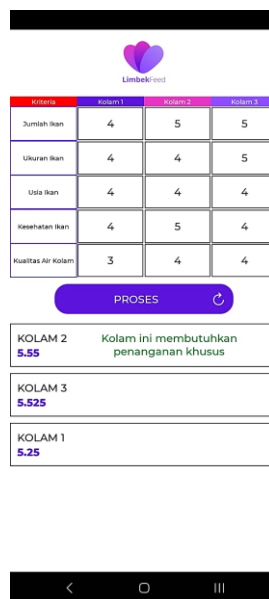 LimbekFeed
Kriteria Kolam 1 Kolam 2 Kolam 3
Jumlah Ikan 4 5 5
Ukuran Ikan 4 4 5
Usia Ikan 4 4 4
Kesehatan Ikan 4 5 4
Kualitas Air Kolam 3 4 4
PROSES
KOLAM 2 Kolam ini membutuhkan
5.55 penanganan khusus
KOLAM 3
5.525
KOLAM 1
5.25